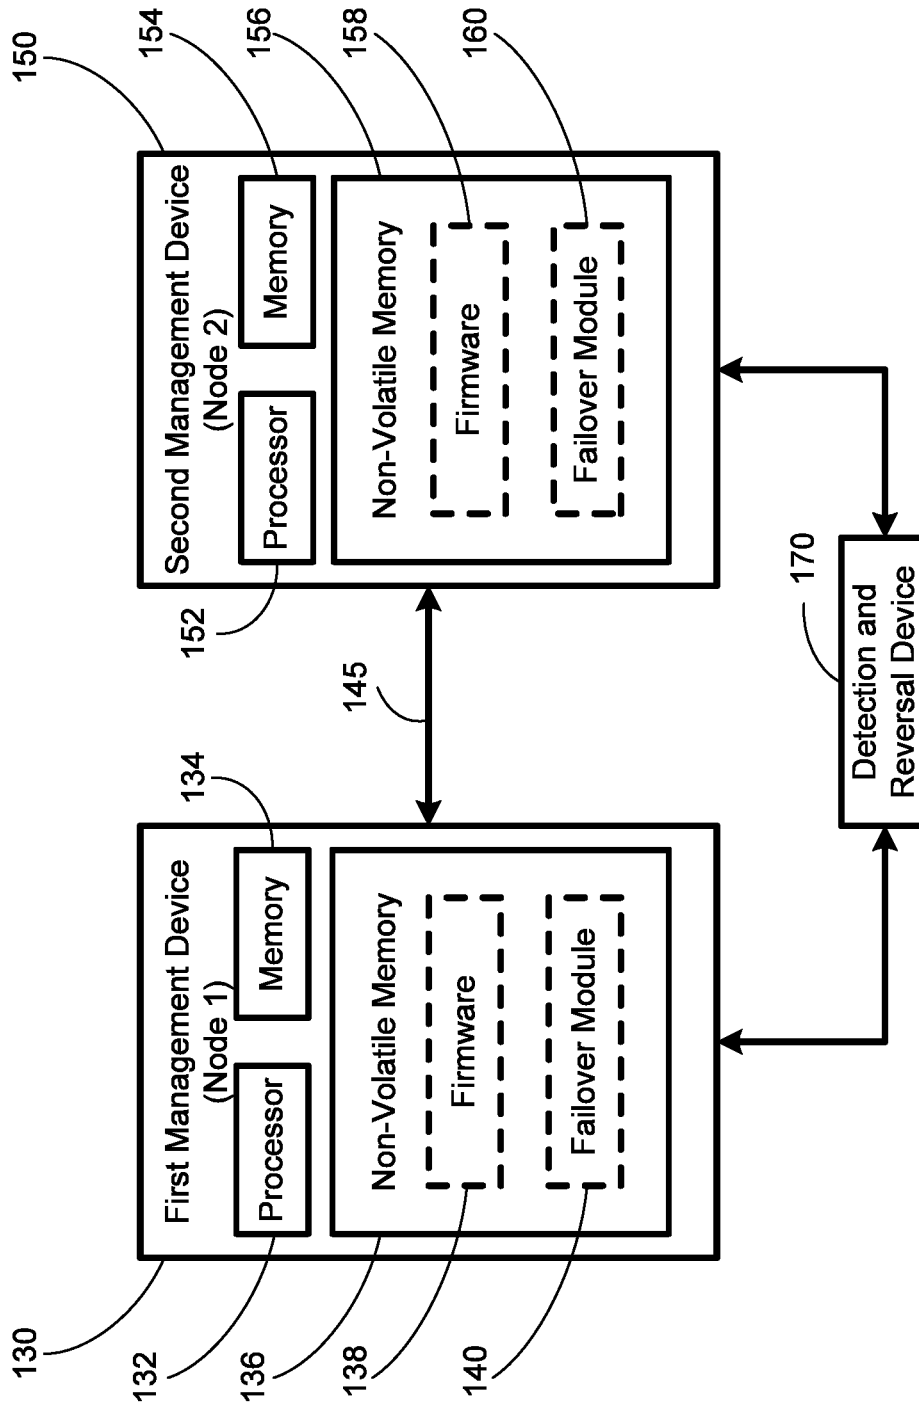 130
132
136
138
140
First Management Device
(Node 1)
Processor
Memory
134
Non-Volatile Memory
Firmware
Failover Module
145
150
154
156
158
160
Second Management Device
(Node 2)
Processor
Memory
152
Non-Volatile Memory
Firmware
Failover Module
170
Detection and
Reversal Device